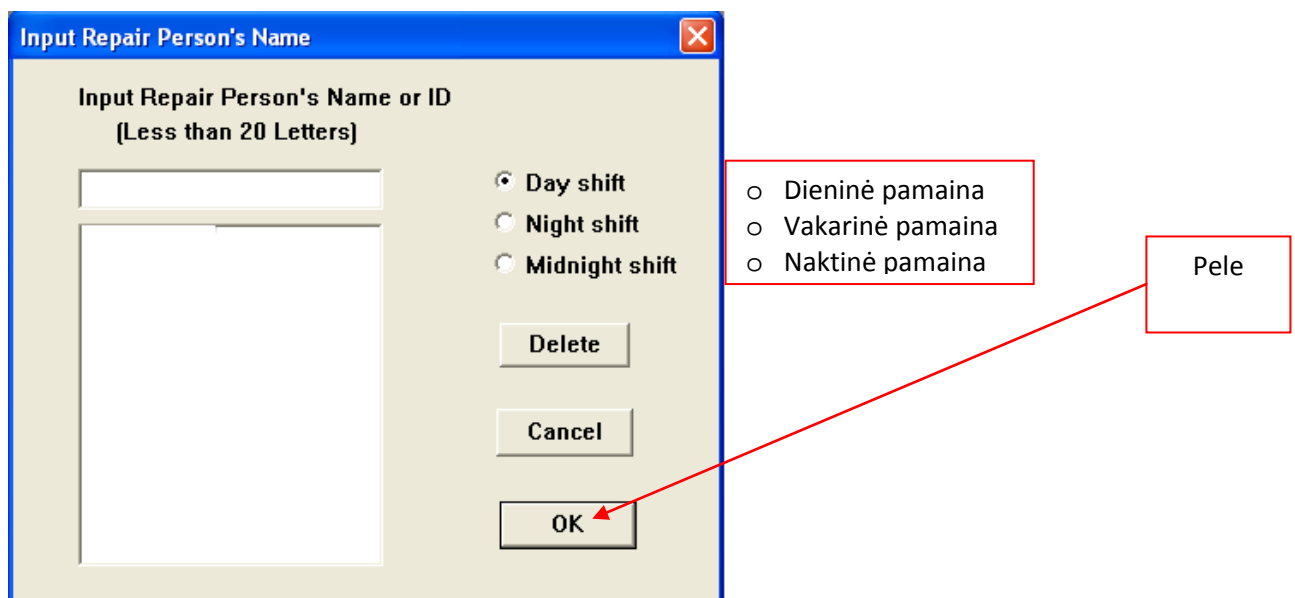 Input Repair Person's Name
Input Repair Person's Name or ID
(Less than 20 Letters)
Day shift
Night shift
Midnight shift
o Dieninė pamaina
o Vakarinė pamaina
o Naktinė pamaina
Pele
Delete
Cancel
OK